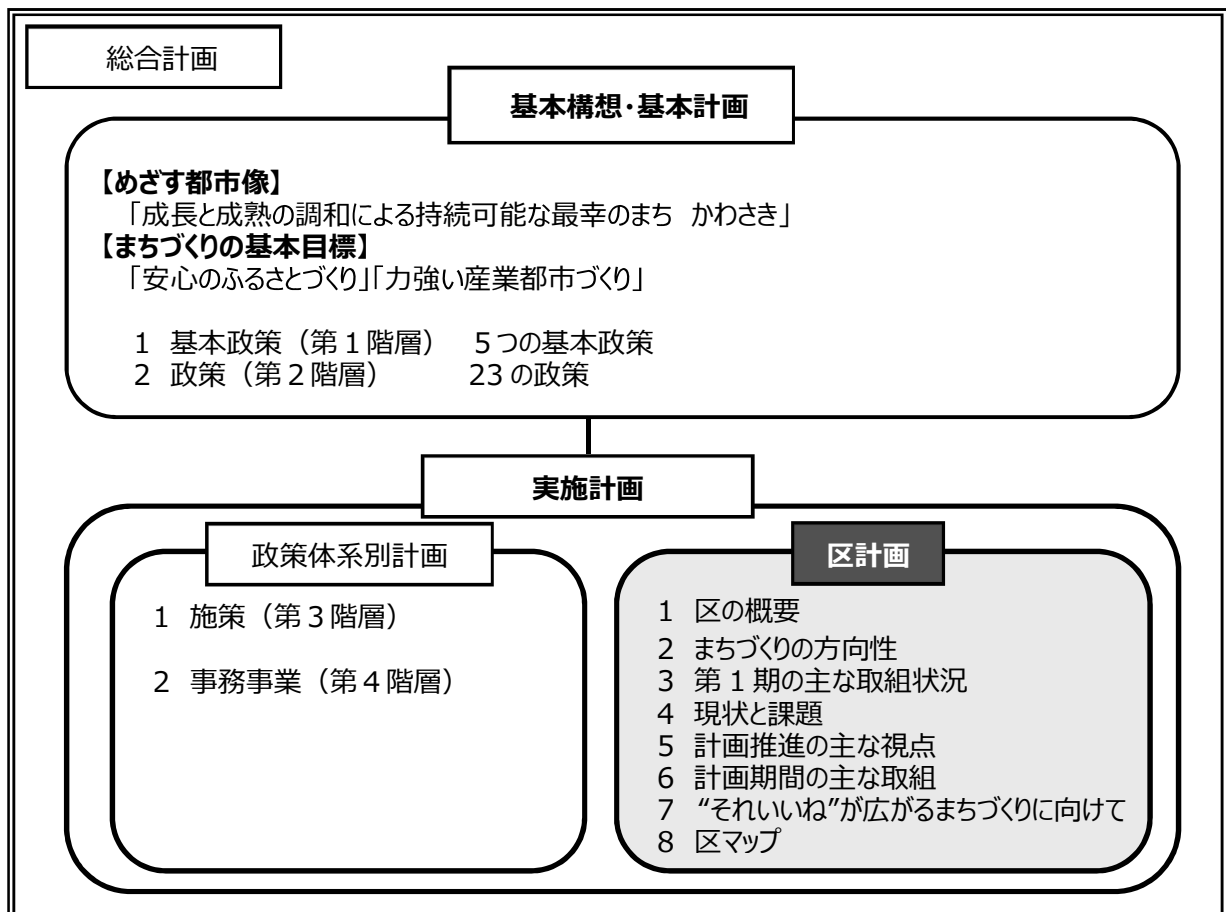 総合計画
基本構想・基本計画
【めざす都市像】
「成長と成熟の調和による持続可能な最幸のまち かわさき」
【まちづくりの基本目標】
「安心のふるさとづくり」「力強い産業都市づくり」
1 基本政策（第１階層） 5つの基本政策
2 政策（第２階層） 23の政策
実施計画
政策体系別計画
1 施策（第３階層）
2 事務事業（第４階層）
区計画
1 区の概要
2 まちづくりの方向性
3 第１期の主な取組状況
4 現状と課題
5 計画推進の主な視点
6 計画期間の主な取組
7 “それいいね”が広がるまちづくりに向けて
8 区マップ